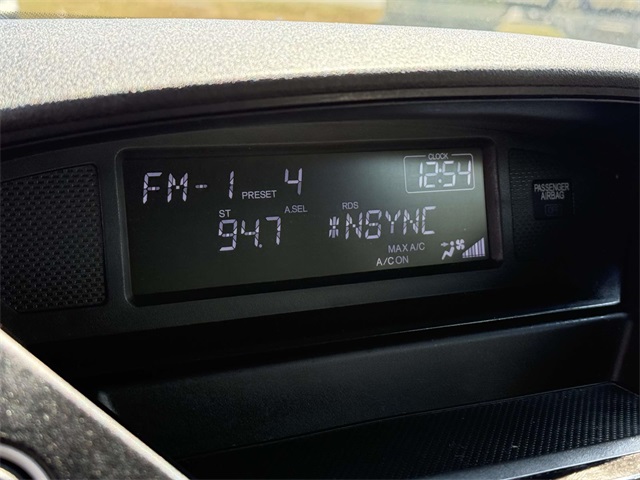 FM-1 PRESET 4
CLOCK
12:54
PASSENGER
AIRBAG
ST A.SEL RDS
94.7 *NSYNC
MAX A/C
A/C ON